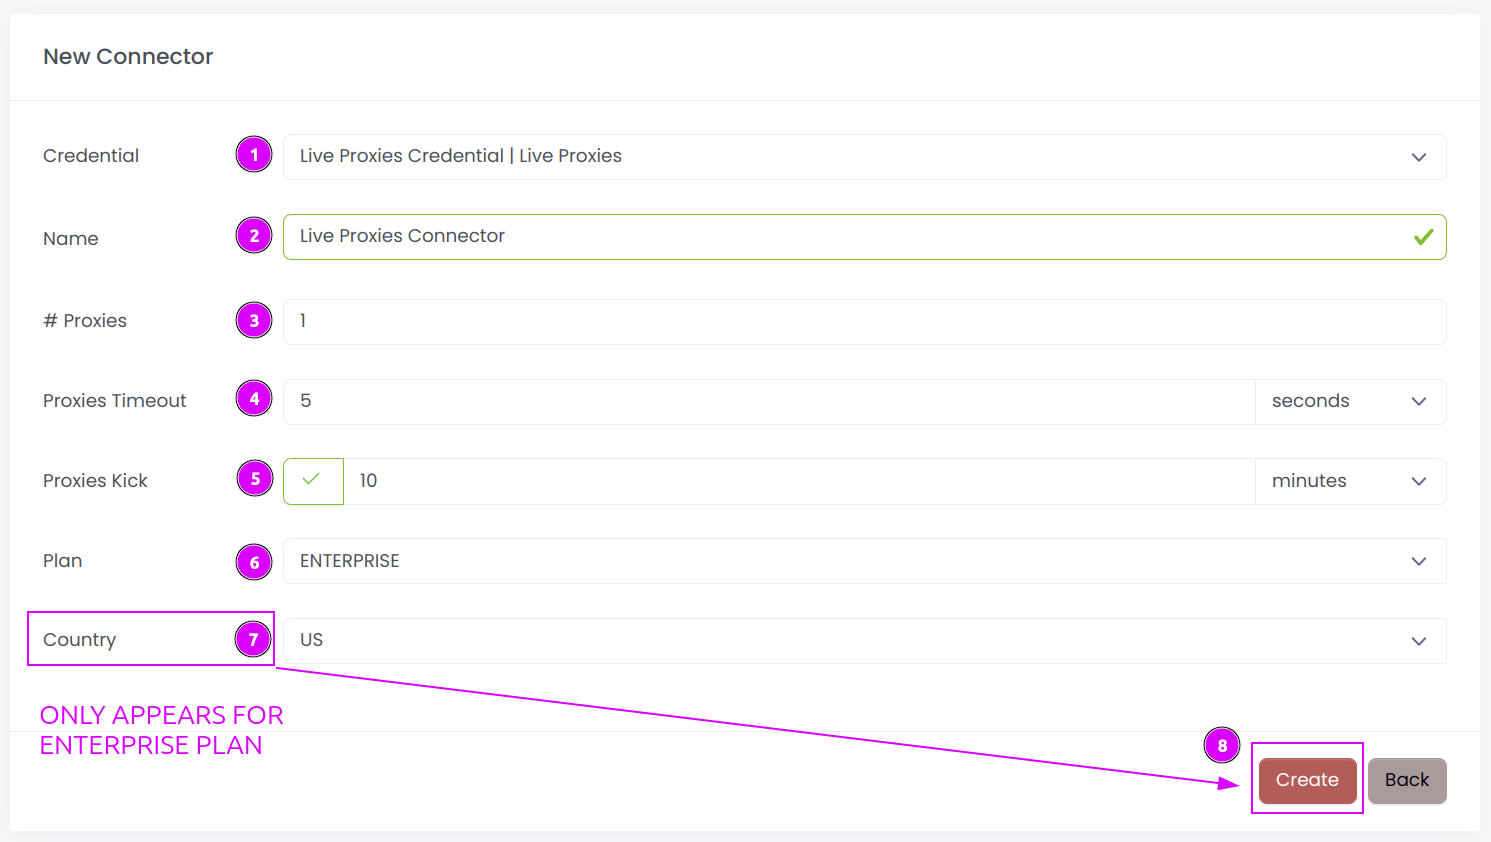 New Connector
Credential 1 Live Proxies Credential | Live Proxies
Name 2 Live Proxies Connector
# Proxies 3 1
Proxies Timeout 4 5 seconds
Proxies Kick 5 10 minutes
Plan 6 ENTERPRISE
Country 7 US
ONLY APPEARS FOR
ENTERPRISE PLAN
8
Create Back